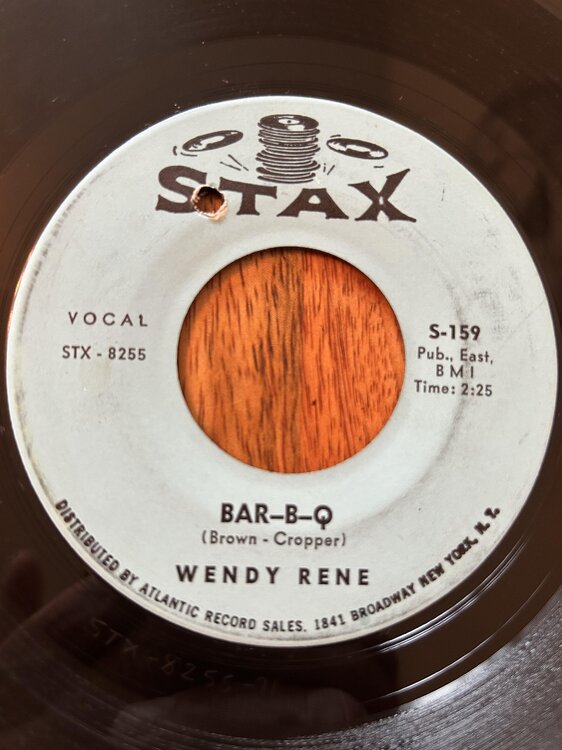 STAX
VOCAL
STX - 8255
S-159
Pub., East,
BMI
Time: 2:25
BAR-B-Q
(Brown - Cropper)
WENDY RENE
DISTRIBUTED BY ATLANTIC RECORD SALES. 1841 BROADWAY NEW YORK, N. Y.